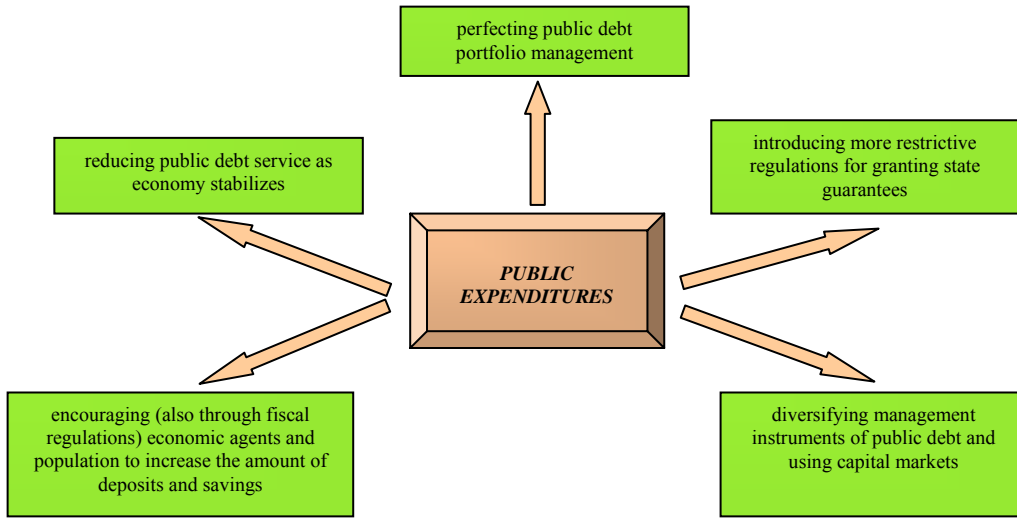 perfecting public debt
portfolio management
reducing public debt service as
economy stabilizes
introducing more restrictive
regulations for granting state
guarantees
PUBLIC
EXPENDITURES
encouraging (also through fiscal
regulations) economic agents and
population to increase the amount of
deposits and savings
diversifying management
instruments of public debt and
using capital markets